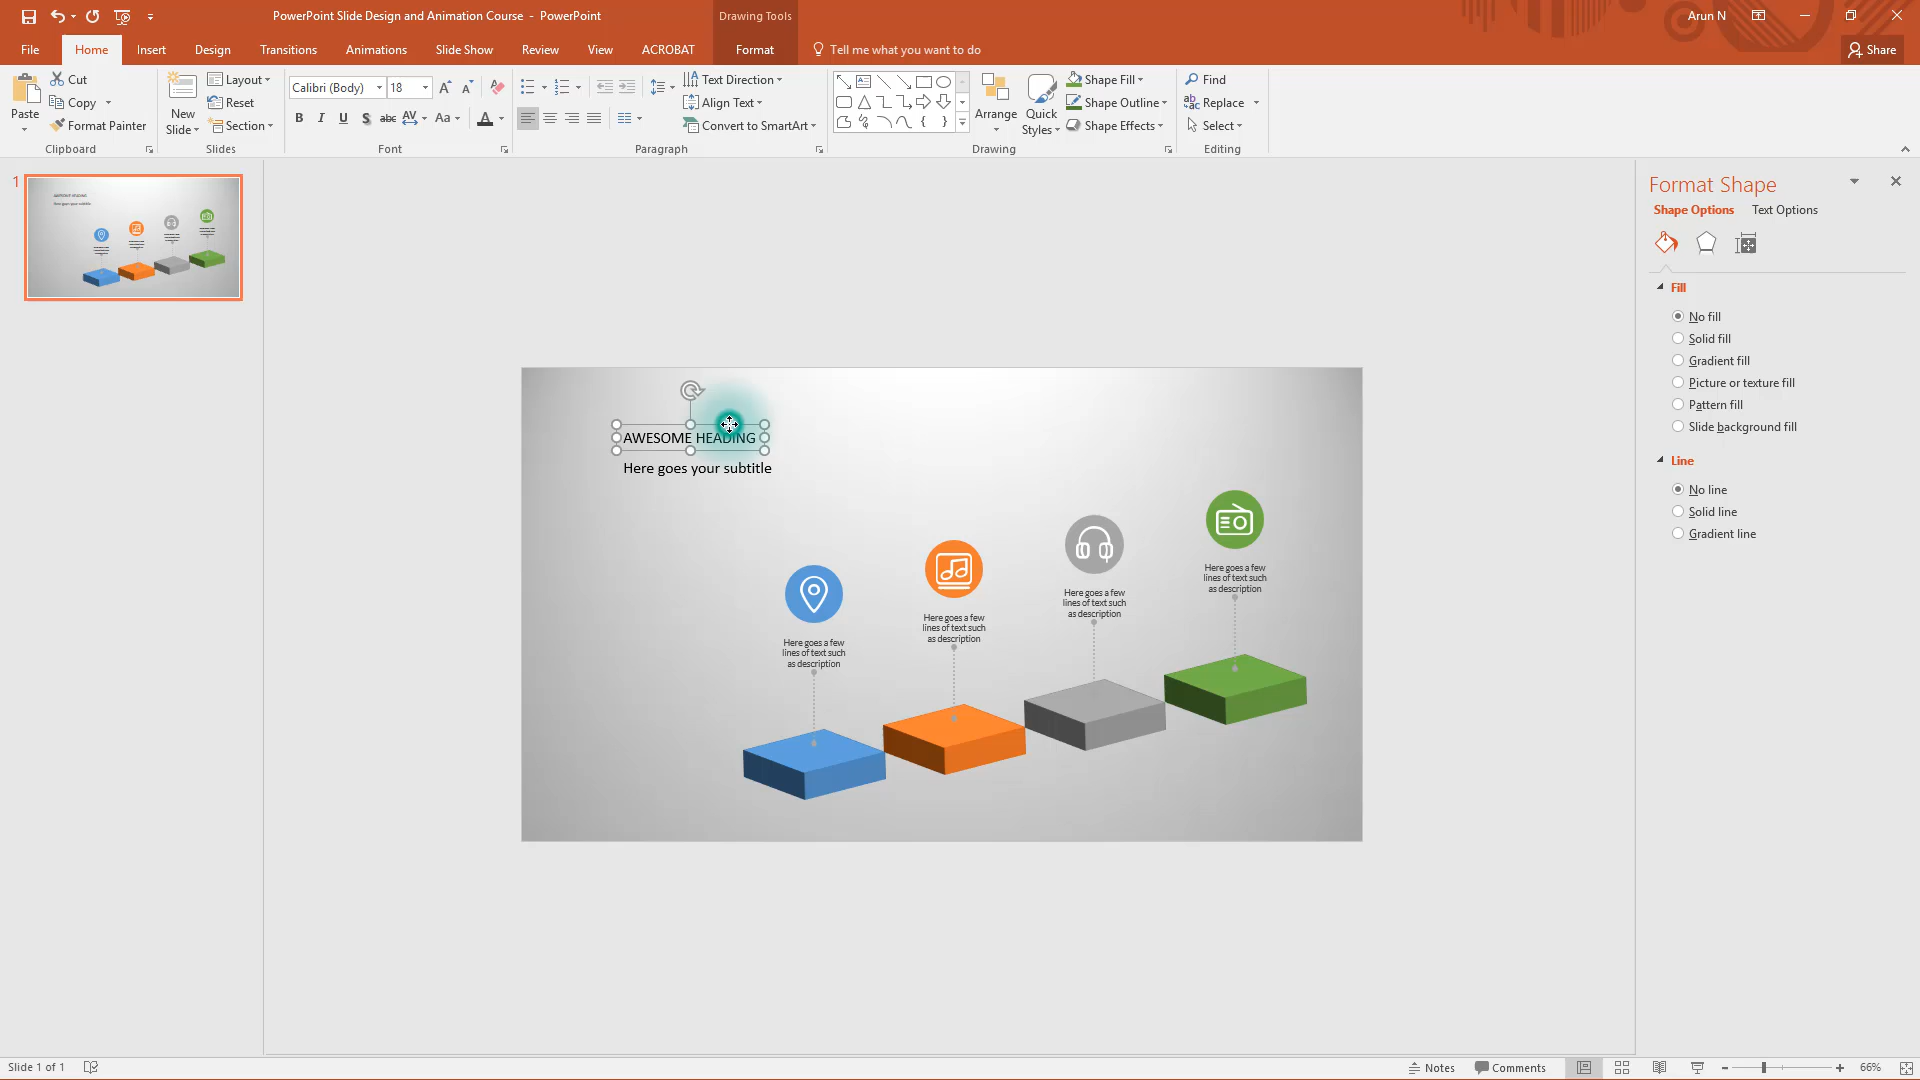 PowerPoint Slide Design and Animation Course - PowerPoint
Drawing Tools
Arun N
File
Home
Insert
Design
Transitions
Animations
Slide Show
Review
View
ACROBAT
Format
Tell me what you want to do
Share
Paste
Cut
Copy
Format Painter
Clipboard
New
Slide
Layout
Reset
Section
Slides
Calibri (Body)
18
B I U S abc AV Aa A
Font
Text Direction
Align Text
Convert to SmartArt
Paragraph
Arrange
Quick
Styles
Shape Fill
Shape Outline
Shape Effects
Drawing
Find
Replace
Select
Editing
1
AWESOME HEADING
Here goes your subtitle
Here goes a few
lines of text such
as description
Here goes a few
lines of text such
as description
Here goes a few
lines of text such
as description
Here goes a few
lines of text such
as description
Format Shape
Shape Options
Text Options
Fill
No fill
Solid fill
Gradient fill
Picture or texture fill
Pattern fill
Slide background fill
Line
No line
Solid line
Gradient line
Slide 1 of 1
Notes
Comments
66%